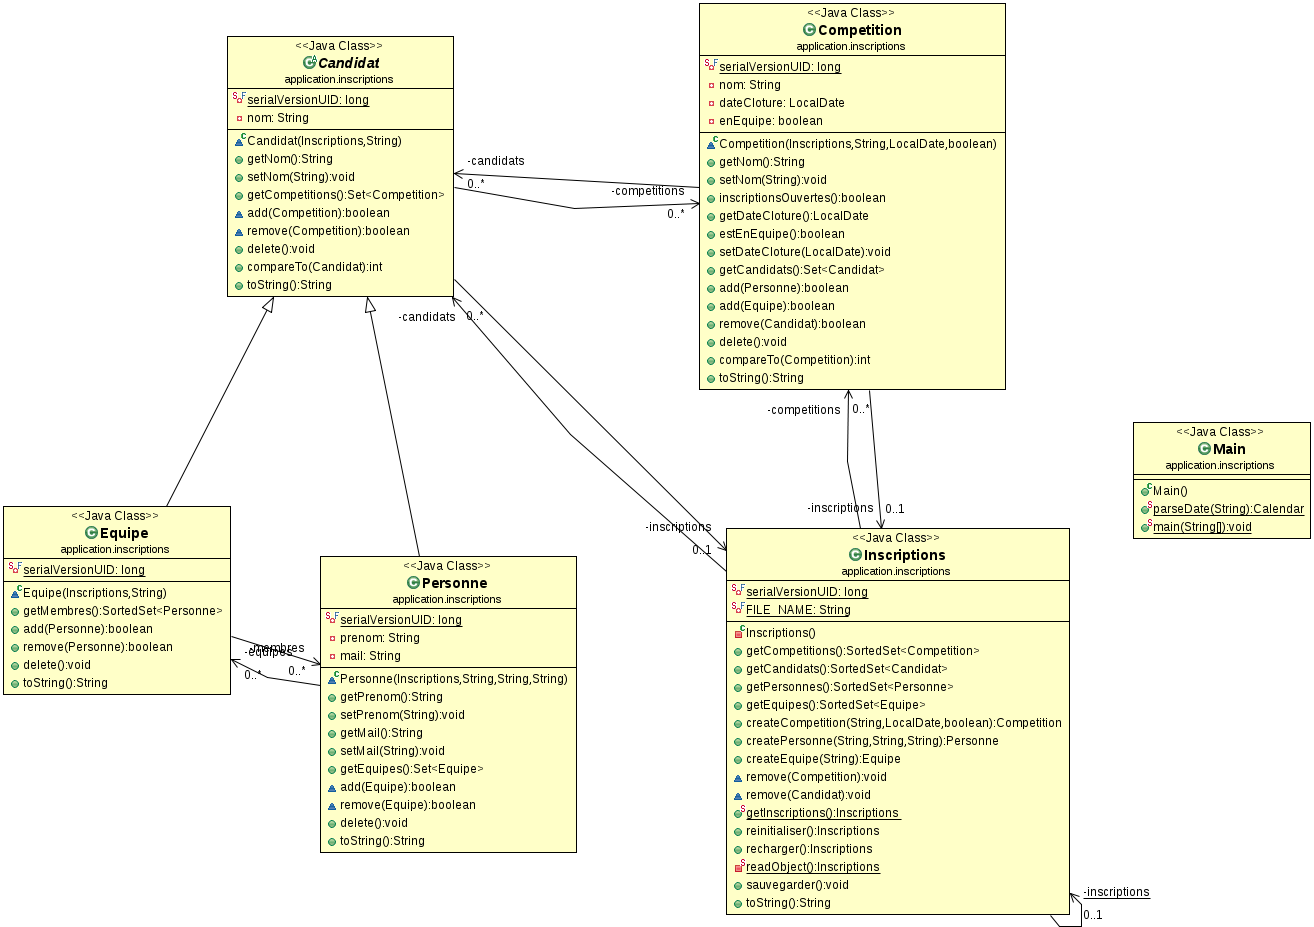 <<Java Class>>
Candidat
application.inscriptions
serialVersionUID: long
nom: String
Candidat(Inscriptions,String)
getNom():String
setNom(String):void
getCompetitions():Set<Competition>
add(Competition):boolean
remove(Competition):boolean
delete():void
compareTo(Candidat):int
toString():String
<<Java Class>>
Competition
application.inscriptions
serialVersionUID: long
nom: String
dateCloture: LocalDate
enEquipe: boolean
Competition(Inscriptions,String,LocalDate,boolean)
getNom():String
setNom(String):void
inscriptionsOuvertes():boolean
getDateCloture():LocalDate
estEnEquipe():boolean
setDateCloture(LocalDate):void
getCandidats():Set<Candidat>
add(Personne):boolean
add(Equipe):boolean
remove(Candidat):boolean
delete():void
compareTo(Competition):int
toString():String
-candidats
0..*
-competitions
0..*
-candidats
0..*
-inscriptions
0..1
-competitions
0..*
-inscriptions
0..1
<<Java Class>>
Main
application.inscriptions
Main()
parseDate(String):Calendar
main(String[]):void
<<Java Class>>
Equipe
application.inscriptions
serialVersionUID: long
Equipe(Inscriptions,String)
getMembres():SortedSet<Personne>
add(Personne):boolean
remove(Personne):boolean
delete():void
toString():String
-membres
-equipes
0..*
0..*
<<Java Class>>
Personne
application.inscriptions
serialVersionUID: long
prenom: String
mail: String
Personne(Inscriptions,String,String,String)
getPrenom():String
setPrenom(String):void
getMail():String
setMail(String):void
getEquipes():Set<Equipe>
add(Equipe):boolean
remove(Equipe):boolean
delete():void
toString():String
<<Java Class>>
Inscriptions
application.inscriptions
serialVersionUID: long
FILE_NAME: String
Inscriptions()
getCompetitions():SortedSet<Competition>
getCandidats():SortedSet<Candidat>
getPersonnes():SortedSet<Personne>
getEquipes():SortedSet<Equipe>
createCompetition(String,LocalDate,boolean):Competition
createPersonne(String,String,String):Personne
createEquipe(String):Equipe
remove(Competition):void
remove(Candidat):void
getInscriptions():Inscriptions
reinitialiser():Inscriptions
recharger():Inscriptions
readObject():Inscriptions
sauvegarder():void
toString():String
-inscriptions
0..1